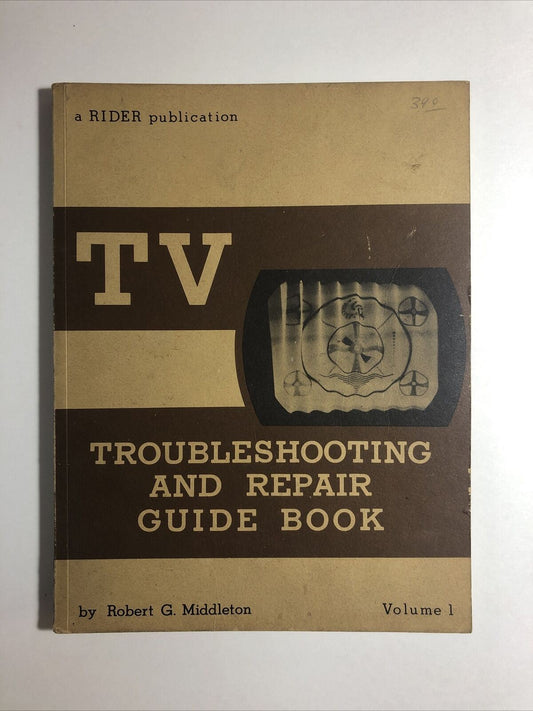 a RIDER publication
TV
TROUBLESHOOTING
AND REPAIR
GUIDE BOOK
by Robert G. Middleton Volume 1